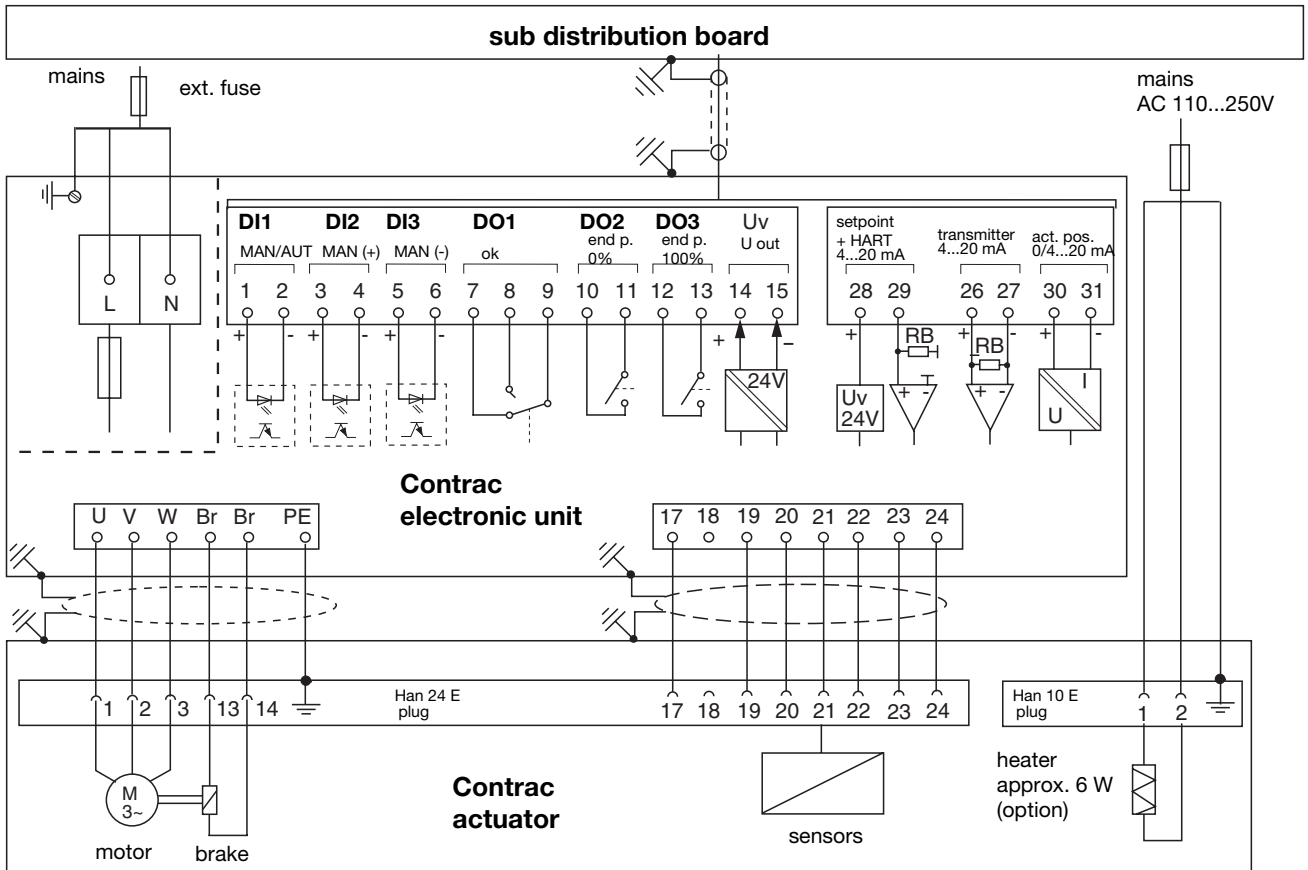 sub distribution board
mains
ext. fuse
mains
AC 110...250V
L
N
DI1
MAN/AUT
DI2
MAN (+)
DI3
MAN (-)
DO1
ok
DO2
end p.
0%
DO3
end p.
100%
Uv
U out
setpoint
+ HART
4...20 mA
transmitter
4...20 mA
act. pos.
0/4...20 mA
1 2 3 4 5 6 7 8 9 10 11 12 13 14 15
28 29 26 27 30 31
+ - + - + - + -
+ + - + -
RB
RB
24V
Uv
24V
+ -
+ -
I
U
Contrac
electronic unit
U V W Br Br PE
17 18 19 20 21 22 23 24
1 2 3 13 14
Han 24 E
plug
17 18 19 20 21 22 23 24
Han 10 E
plug
1 2
M
3~
motor
brake
Contrac
actuator
sensors
heater
approx. 6 W
(option)